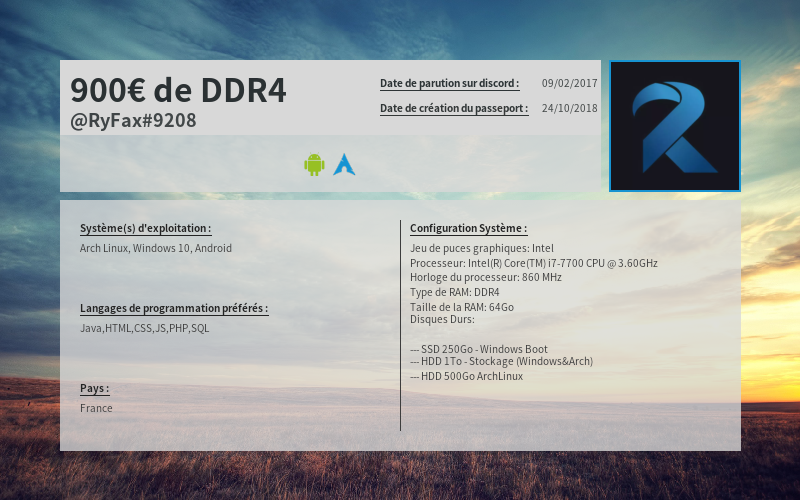 900€ de DDR4
@RyFax#9208
Date de parution sur discord : 09/02/2017
Date de création du passeport : 24/10/2018
Système(s) d'exploitation :
Arch Linux, Windows 10, Android
Langages de programmation préférés :
Java,HTML,CSS,JS,PHP,SQL
Pays :
France
Configuration Système :
Jeu de puces graphiques: Intel
Processeur: Intel(R) Core(TM) i7-7700 CPU @ 3.60GHz
Horloge du processeur: 860 MHz
Type de RAM: DDR4
Taille de la RAM: 64Go
Disques Durs:
--- SSD 250Go - Windows Boot
--- HDD 1To - Stockage (Windows&Arch)
--- HDD 500Go ArchLinux